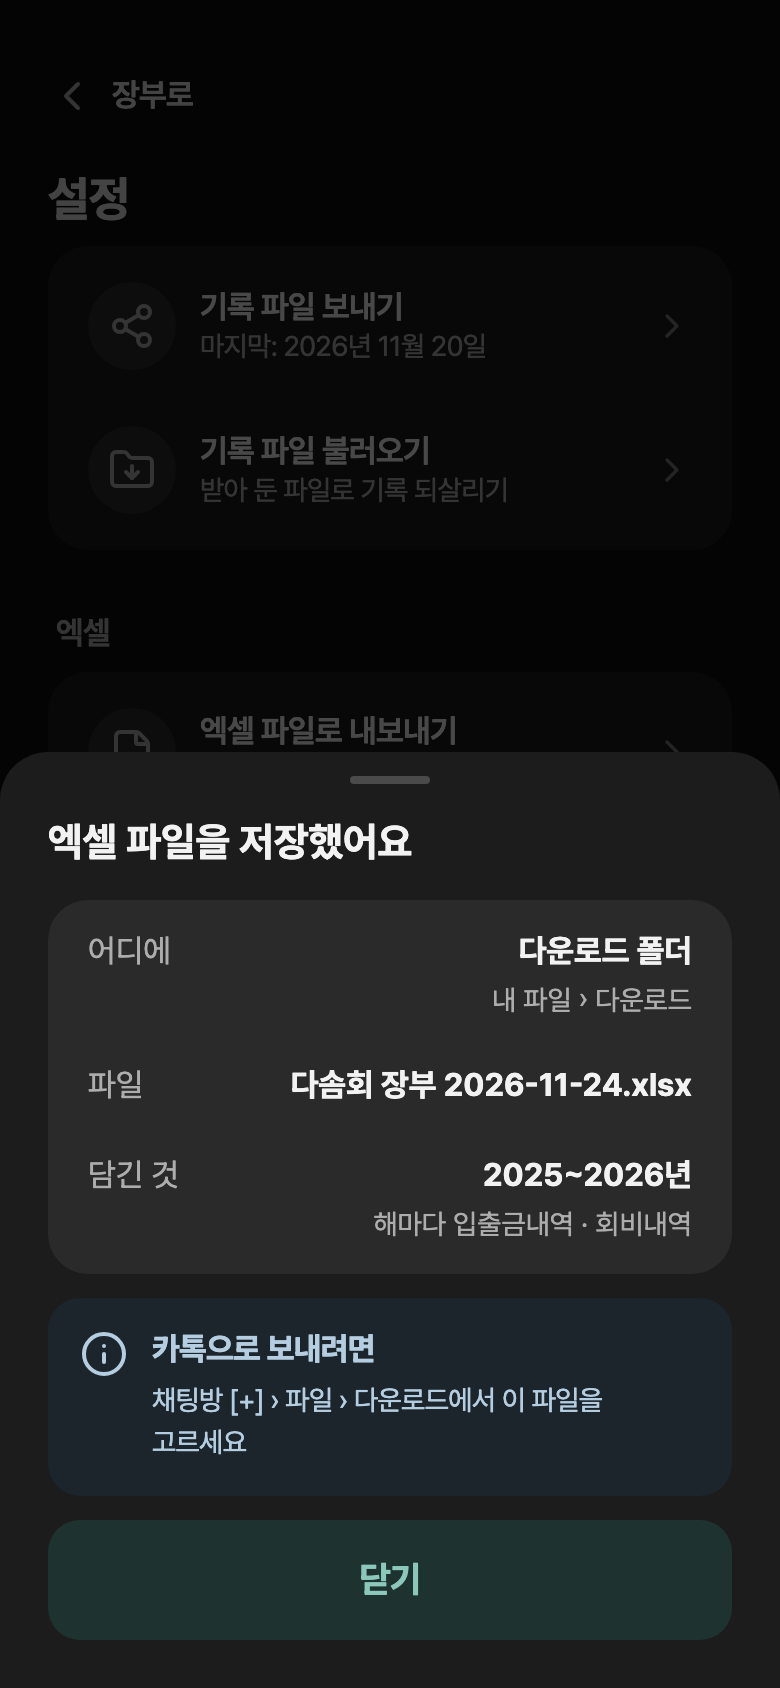 장부로
설정
기록 파일 보내기
마지막: 2026년 11월 20일
기록 파일 불러오기
받아 둔 파일로 기록 되살리기
엑셀
엑셀 파일로 내보내기
엑셀 파일을 저장했어요
어디에 다운로드 폴더
내 파일 › 다운로드
파일 다솜회 장부 2026-11-24.xlsx
담긴 것 2025~2026년
해마다 입출금내역 · 회비내역
카톡으로 보내려면
채팅방 [+] › 파일 › 다운로드에서 이 파일을
고르세요
닫기